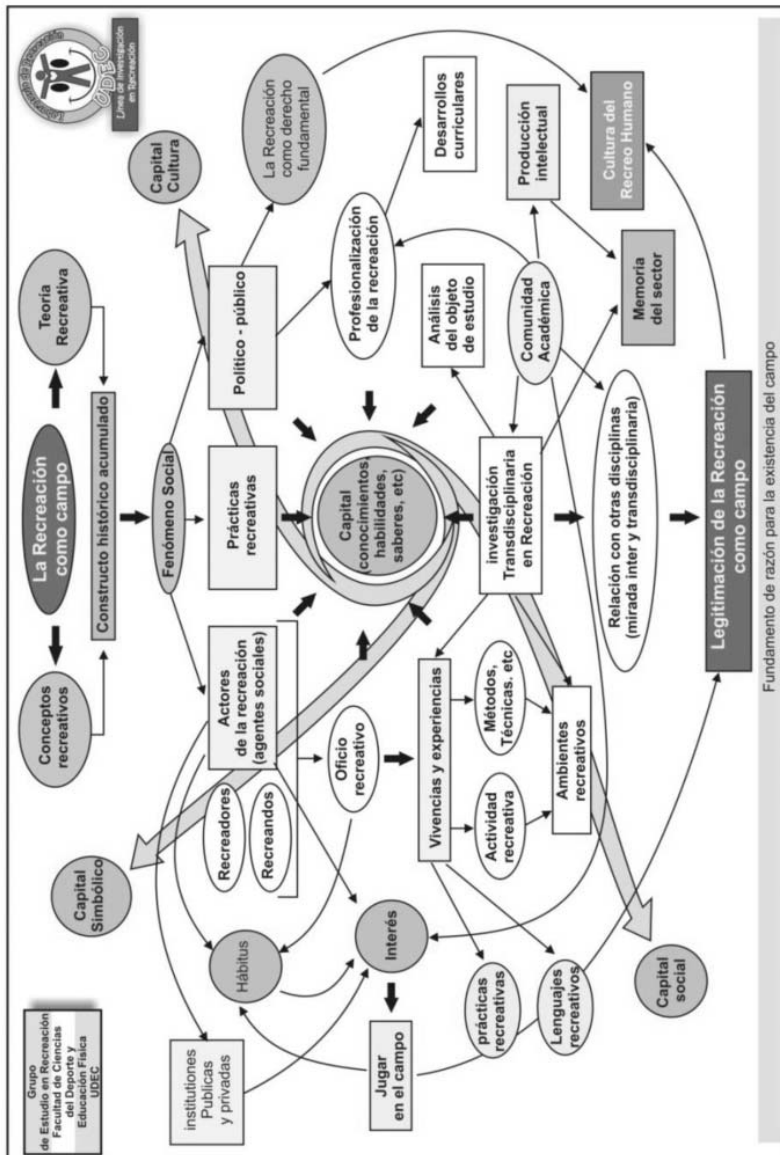 Grupo
de Estudio en Recreación
Facultad de Ciencias
del Deporte y
Educación Física
UDEC
UDEC
Línea de Investigación
en Recreación
La Recreación
como campo
Conceptos
recreativos
Teoría
Recreativa
Constructo histórico acumulado
Capital
Simbólico
Fenómeno Social
Capital
Cultura
Actores
de la recreación
(agentes sociales)
Prácticas
recreativas
Político - público
La Recreación
como derecho
fundamental
Recreadores
Recreandos
institutiones
Publicas
y privadas
Hábitus
Oficio
recreativo
Capital
(conocimientos,
habilidades,
saberes, etc)
Profesionalización
de la recreación
Desarrollos
curriculares
Interés
Vivencias y experiencias
Análisis
del objeto
de estudio
Jugar
en el campo
Actividad
recreativa
Métodos,
Técnicas, etc
investigación
Transdisciplinaria
en Recreación
Comunidad
Académica
Producción
intelectual
prácticas
recreativas
Lenguajes
recreativos
Ambientes
recreativos
Relación con otras disciplinas
(mirada inter y transdisciplinaria)
Memoria
del sector
Cultura del
Recreo Humano
Capital
social
Legitimación de la Recreación
como campo
Fundamento de razón para la existencia del campo